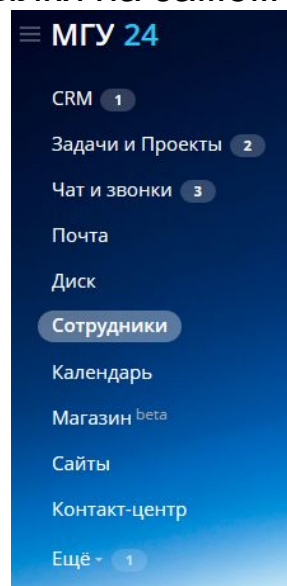 МГУ 24
CRM 1
Задачи и Проекты 2
Чат и звонки 3
Почта
Диск
Сотрудники
Календарь
Магазин beta
Сайты
Контакт-центр
Ещё 1